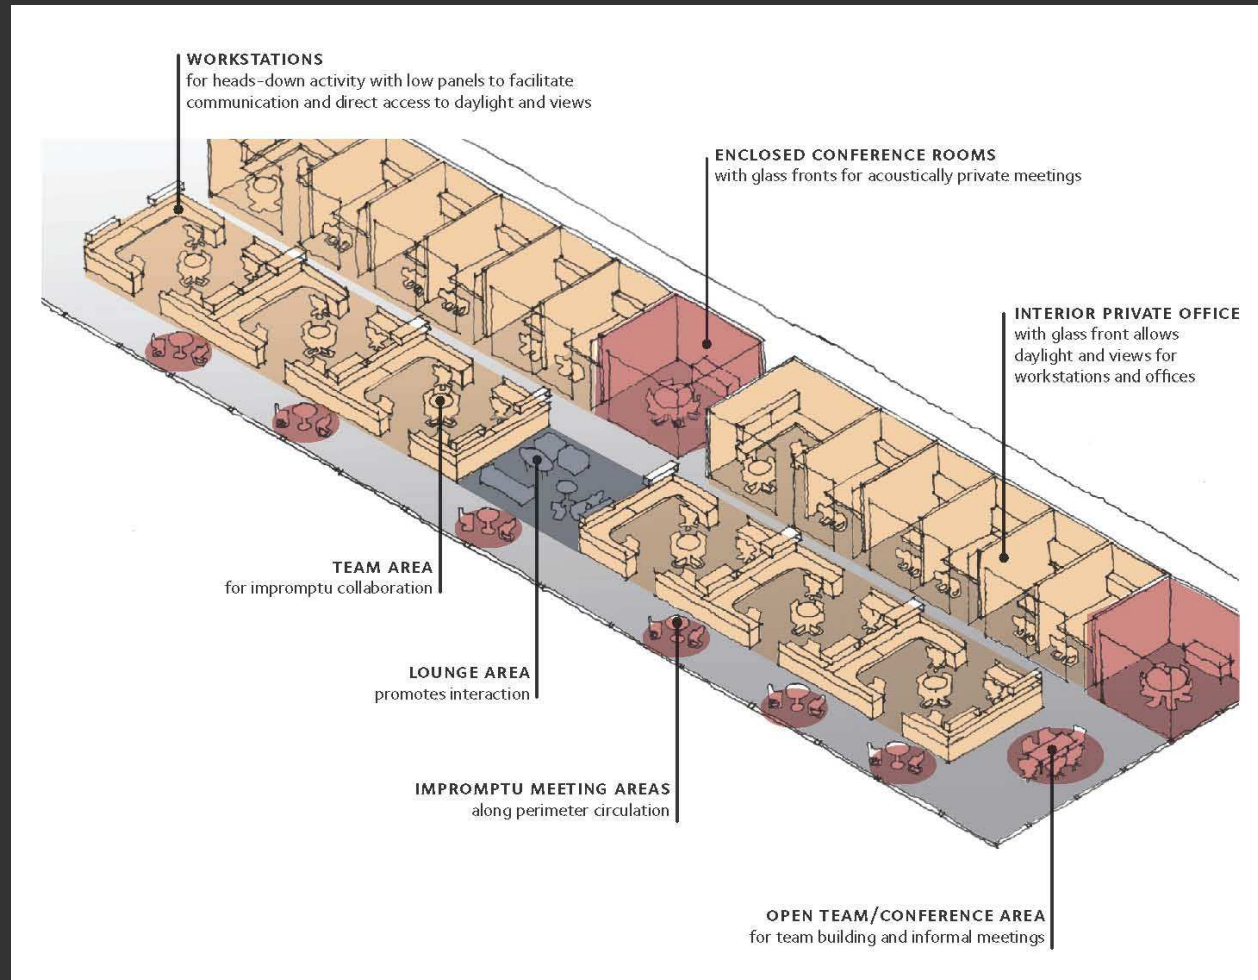 WORKSTATIONS
for heads-down activity with low panels to facilitate
communication and direct access to daylight and views
ENCLOSED CONFERENCE ROOMS
with glass fronts for acoustically private meetings
INTERIOR PRIVATE OFFICE
with glass front allows
daylight and views for
workstations and offices
TEAM AREA
for impromptu collaboration
LOUNGE AREA
promotes interaction
IMPROMPTU MEETING AREAS
along perimeter circulation
OPEN TEAM/CONFERENCE AREA
for team building and informal meetings